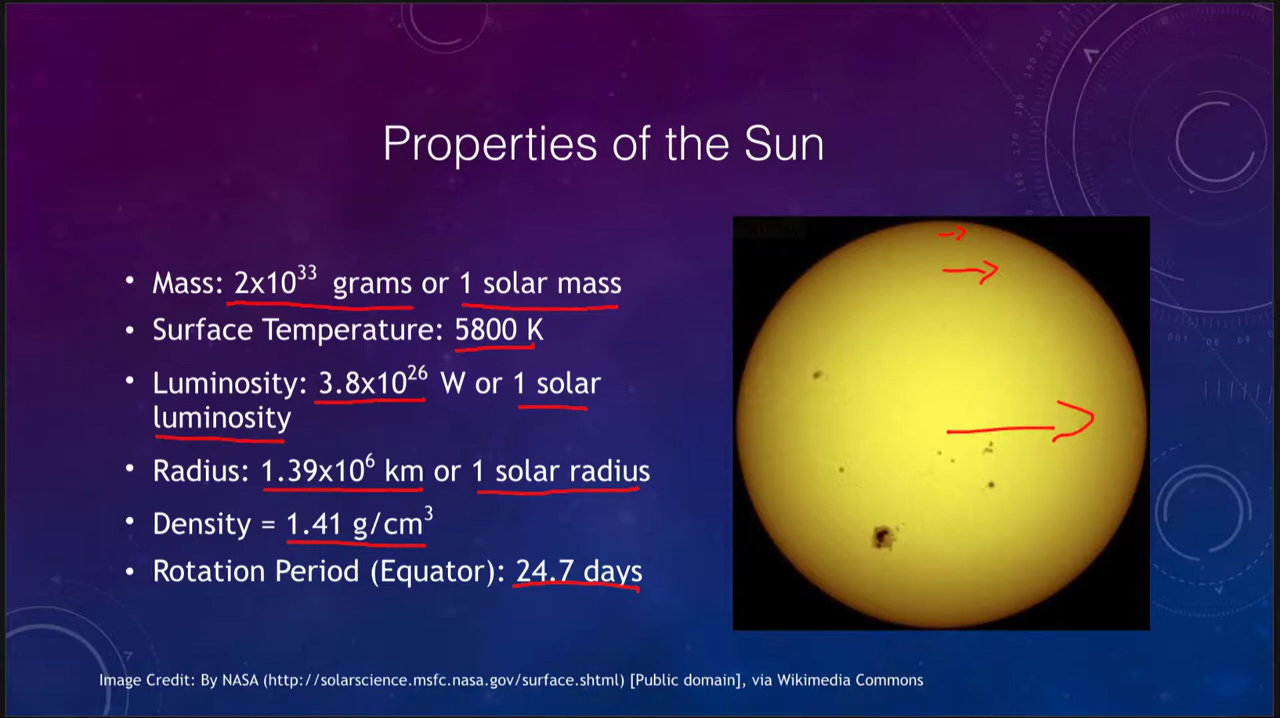 Properties of the Sun
• Mass: 2x10³³ grams or 1 solar mass
• Surface Temperature: 5800 K
• Luminosity: 3.8x10²⁶ W or 1 solar
luminosity
• Radius: 1.39x10⁶ km or 1 solar radius
• Density = 1.41 g/cm³
• Rotation Period (Equator): 24.7 days
Image Credit: By NASA (http://solarscience.msfc.nasa.gov/surface.shtml) [Public domain], via Wikimedia Commons